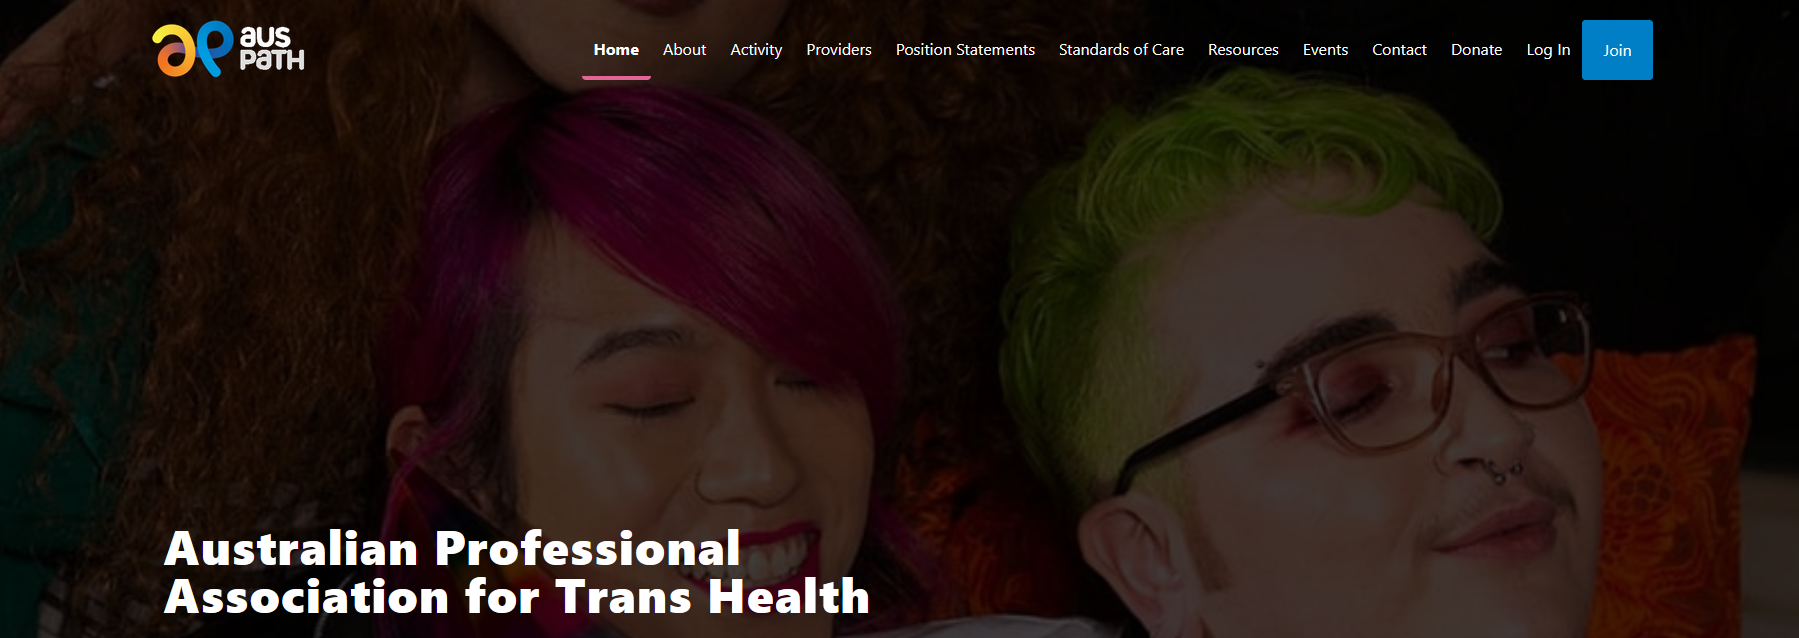 aus
path
Home About Activity Providers Position Statements Standards of Care Resources Events Contact Donate Log In Join
Australian Professional
Association for Trans Health